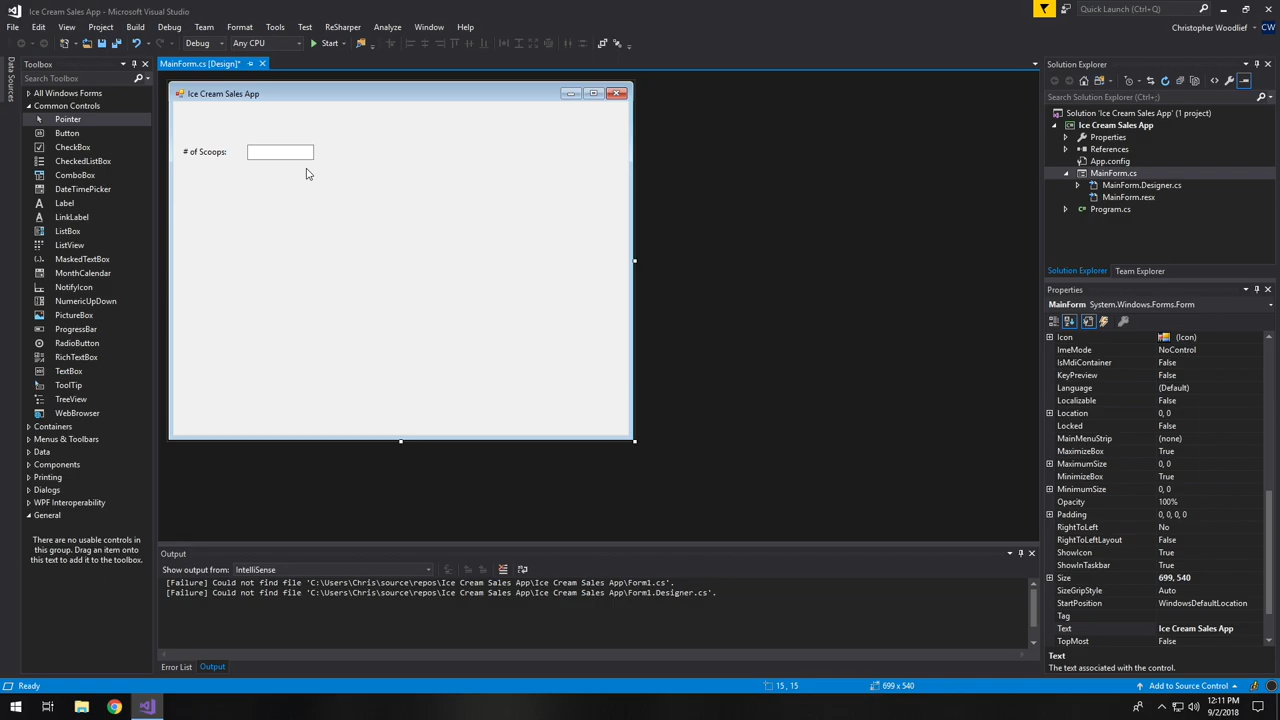 Ice Cream Sales App - Microsoft Visual Studio
Quick Launch (Ctrl+Q)
File Edit View Project Build Debug Team Format Tools Test ReSharper Analyze Window Help
Christopher Woodlief CW
Debug Any CPU Start
Data Sources
Toolbox
Search Toolbox
All Windows Forms
Common Controls
Pointer
Button
CheckBox
CheckedListBox
ComboBox
DateTimePicker
Label
LinkLabel
ListBox
ListView
MaskedTextBox
MonthCalendar
NotifyIcon
NumericUpDown
PictureBox
ProgressBar
RadioButton
RichTextBox
TextBox
ToolTip
TreeView
WebBrowser
Containers
Menus & Toolbars
Data
Components
Printing
Dialogs
WPF Interoperability
General
There are no usable controls in
this group. Drag an item onto
this text to add it to the toolbox.
MainForm.cs [Design]*
Ice Cream Sales App
# of Scoops:
Output
Show output from: IntelliSense
[Failure] Could not find file 'C:\Users\Chris\source\repos\Ice Cream Sales App\Ice Cream Sales App\Form1.cs'.
[Failure] Could not find file 'C:\Users\Chris\source\repos\Ice Cream Sales App\Ice Cream Sales App\Form1.Designer.cs'.
Error List Output
Solution Explorer
Search Solution Explorer (Ctrl+;)
Solution 'Ice Cream Sales App' (1 project)
Ice Cream Sales App
Properties
References
App.config
MainForm.cs
MainForm.Designer.cs
MainForm.resx
Program.cs
Solution Explorer Team Explorer
Properties
MainForm System.Windows.Forms.Form
Icon (Icon)
ImeMode NoControl
IsMdiContainer False
KeyPreview False
Language (Default)
Localizable False
Location 0, 0
Locked False
MainMenuStrip (none)
MaximizeBox True
MaximumSize 0, 0
MinimizeBox True
MinimumSize 0, 0
Opacity 100%
Padding 0, 0, 0, 0
RightToLeft No
RightToLeftLayout False
ShowIcon True
ShowInTaskbar True
Size 699, 540
SizeGripStyle Auto
StartPosition WindowsDefaultLocation
Tag
Text Ice Cream Sales App
TopMost False
Text
The text associated with the control.
Ready 15 , 15 699 x 540 Add to Source Control
12:11 PM
9/2/2018